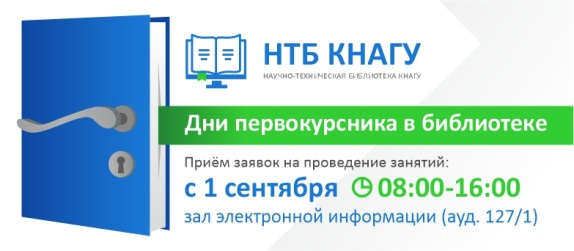 НТБ КНАГУ
НАУЧНО-ТЕХНИЧЕСКАЯ БИБЛИОТЕКА КНАГУ
Дни первокурсника в библиотеке
Приём заявок на проведение занятий:
с 1 сентября 08:00-16:00
зал электронной информации (ауд. 127/1)